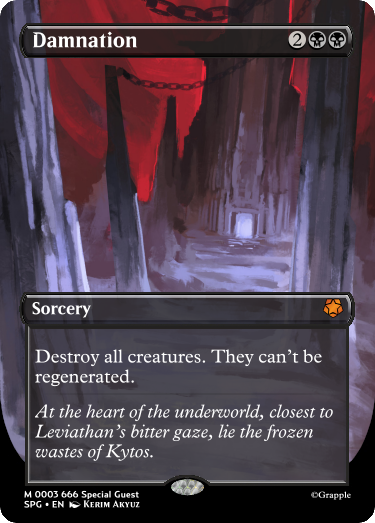 Damnation 2
Sorcery
Destroy all creatures. They can't be
regenerated.
At the heart of the underworld, closest to
Leviathan's bitter gaze, lie the frozen
wastes of Kytos.
M 0003 666 Special Guest
SPG • EN Kerim Akyuz
©Grapple